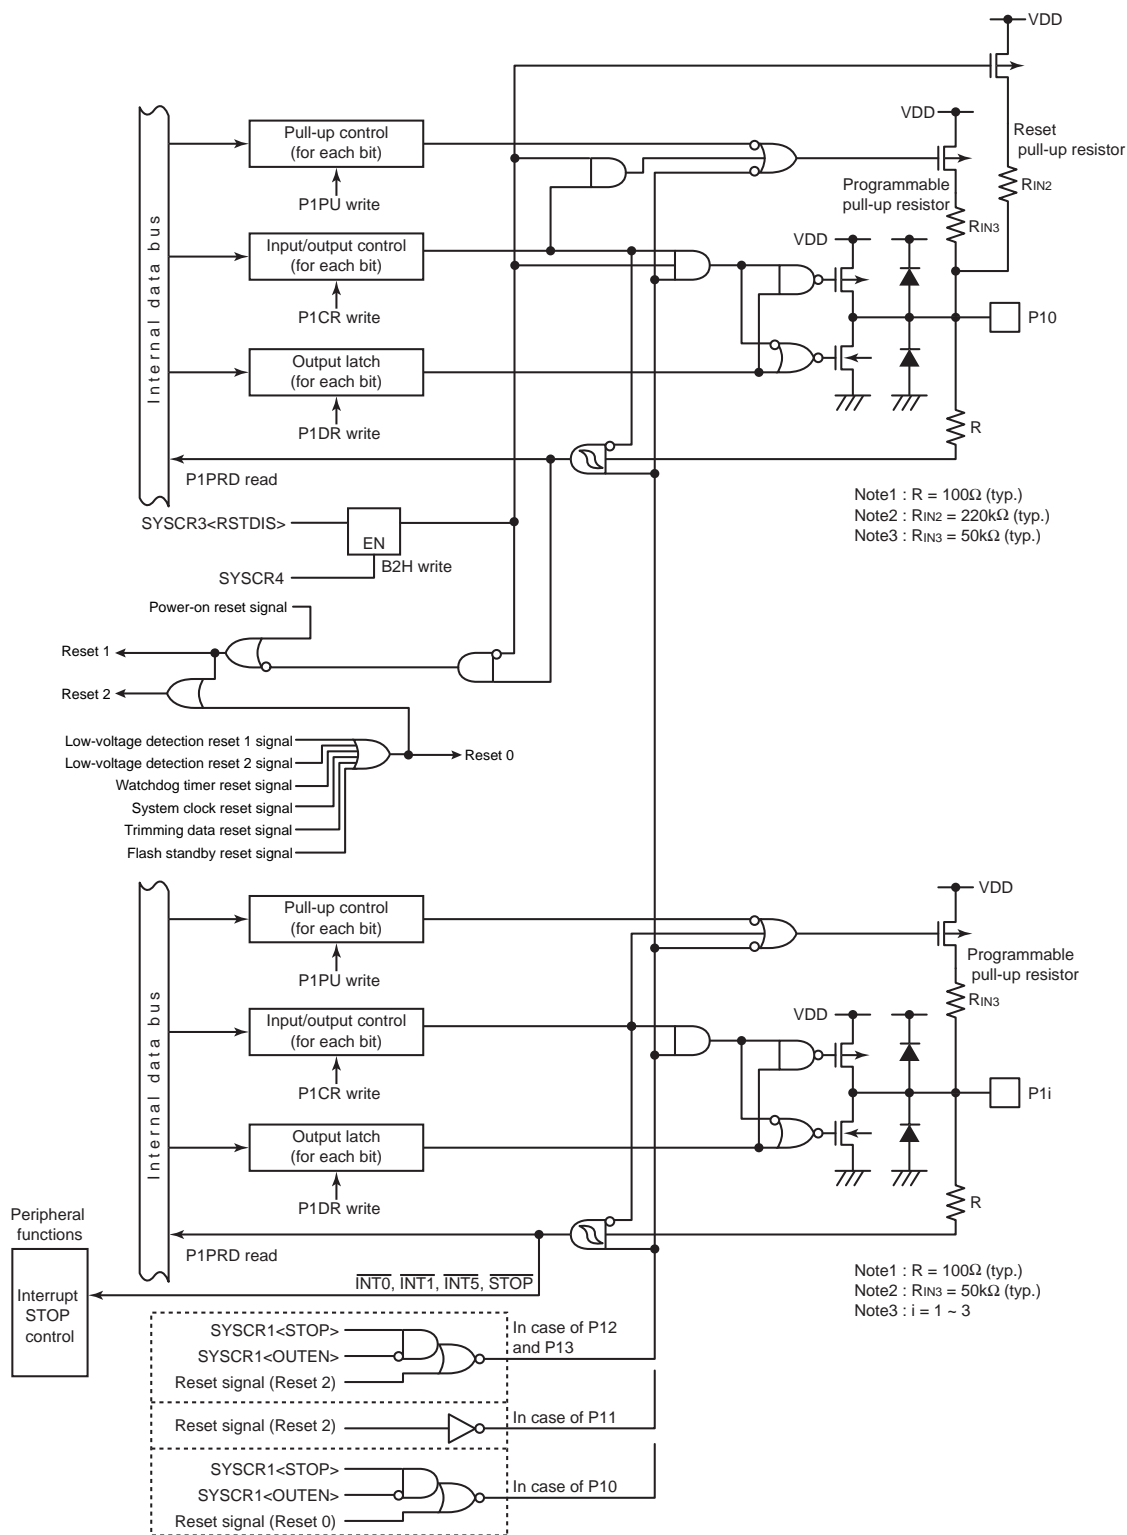 VDD
VDD
Reset
pull-up resistor
RIN2
Internal data bus
Pull-up control
(for each bit)
P1PU write
Programmable
pull-up resistor
RIN3
Input/output control
(for each bit)
P1CR write
VDD
P10
Output latch
(for each bit)
P1DR write
R
P1PRD read
Note1 : R = 100Ω (typ.)
Note2 : RIN2 = 220kΩ (typ.)
Note3 : RIN3 = 50kΩ (typ.)
SYSCR3<RSTDIS>
EN
B2H write
SYSCR4
Power-on reset signal
Reset 1
Reset 2
Low-voltage detection reset 1 signal
Reset 0
Low-voltage detection reset 2 signal
Watchdog timer reset signal
System clock reset signal
Trimming data reset signal
Flash standby reset signal
Internal data bus
VDD
Pull-up control
(for each bit)
P1PU write
Programmable
pull-up resistor
RIN3
Input/output control
(for each bit)
P1CR write
VDD
P1i
Output latch
(for each bit)
P1DR write
R
Peripheral
functions
P1PRD read
Interrupt
STOP
control
INT0, INT1, INT5, STOP
Note1 : R = 100Ω (typ.)
Note2 : RIN3 = 50kΩ (typ.)
Note3 : i = 1 ~ 3
SYSCR1<STOP>
SYSCR1<OUTEN>
Reset signal (Reset 2)
In case of P12
and P13
Reset signal (Reset 2)
In case of P11
SYSCR1<STOP>
SYSCR1<OUTEN>
Reset signal (Reset 0)
In case of P10